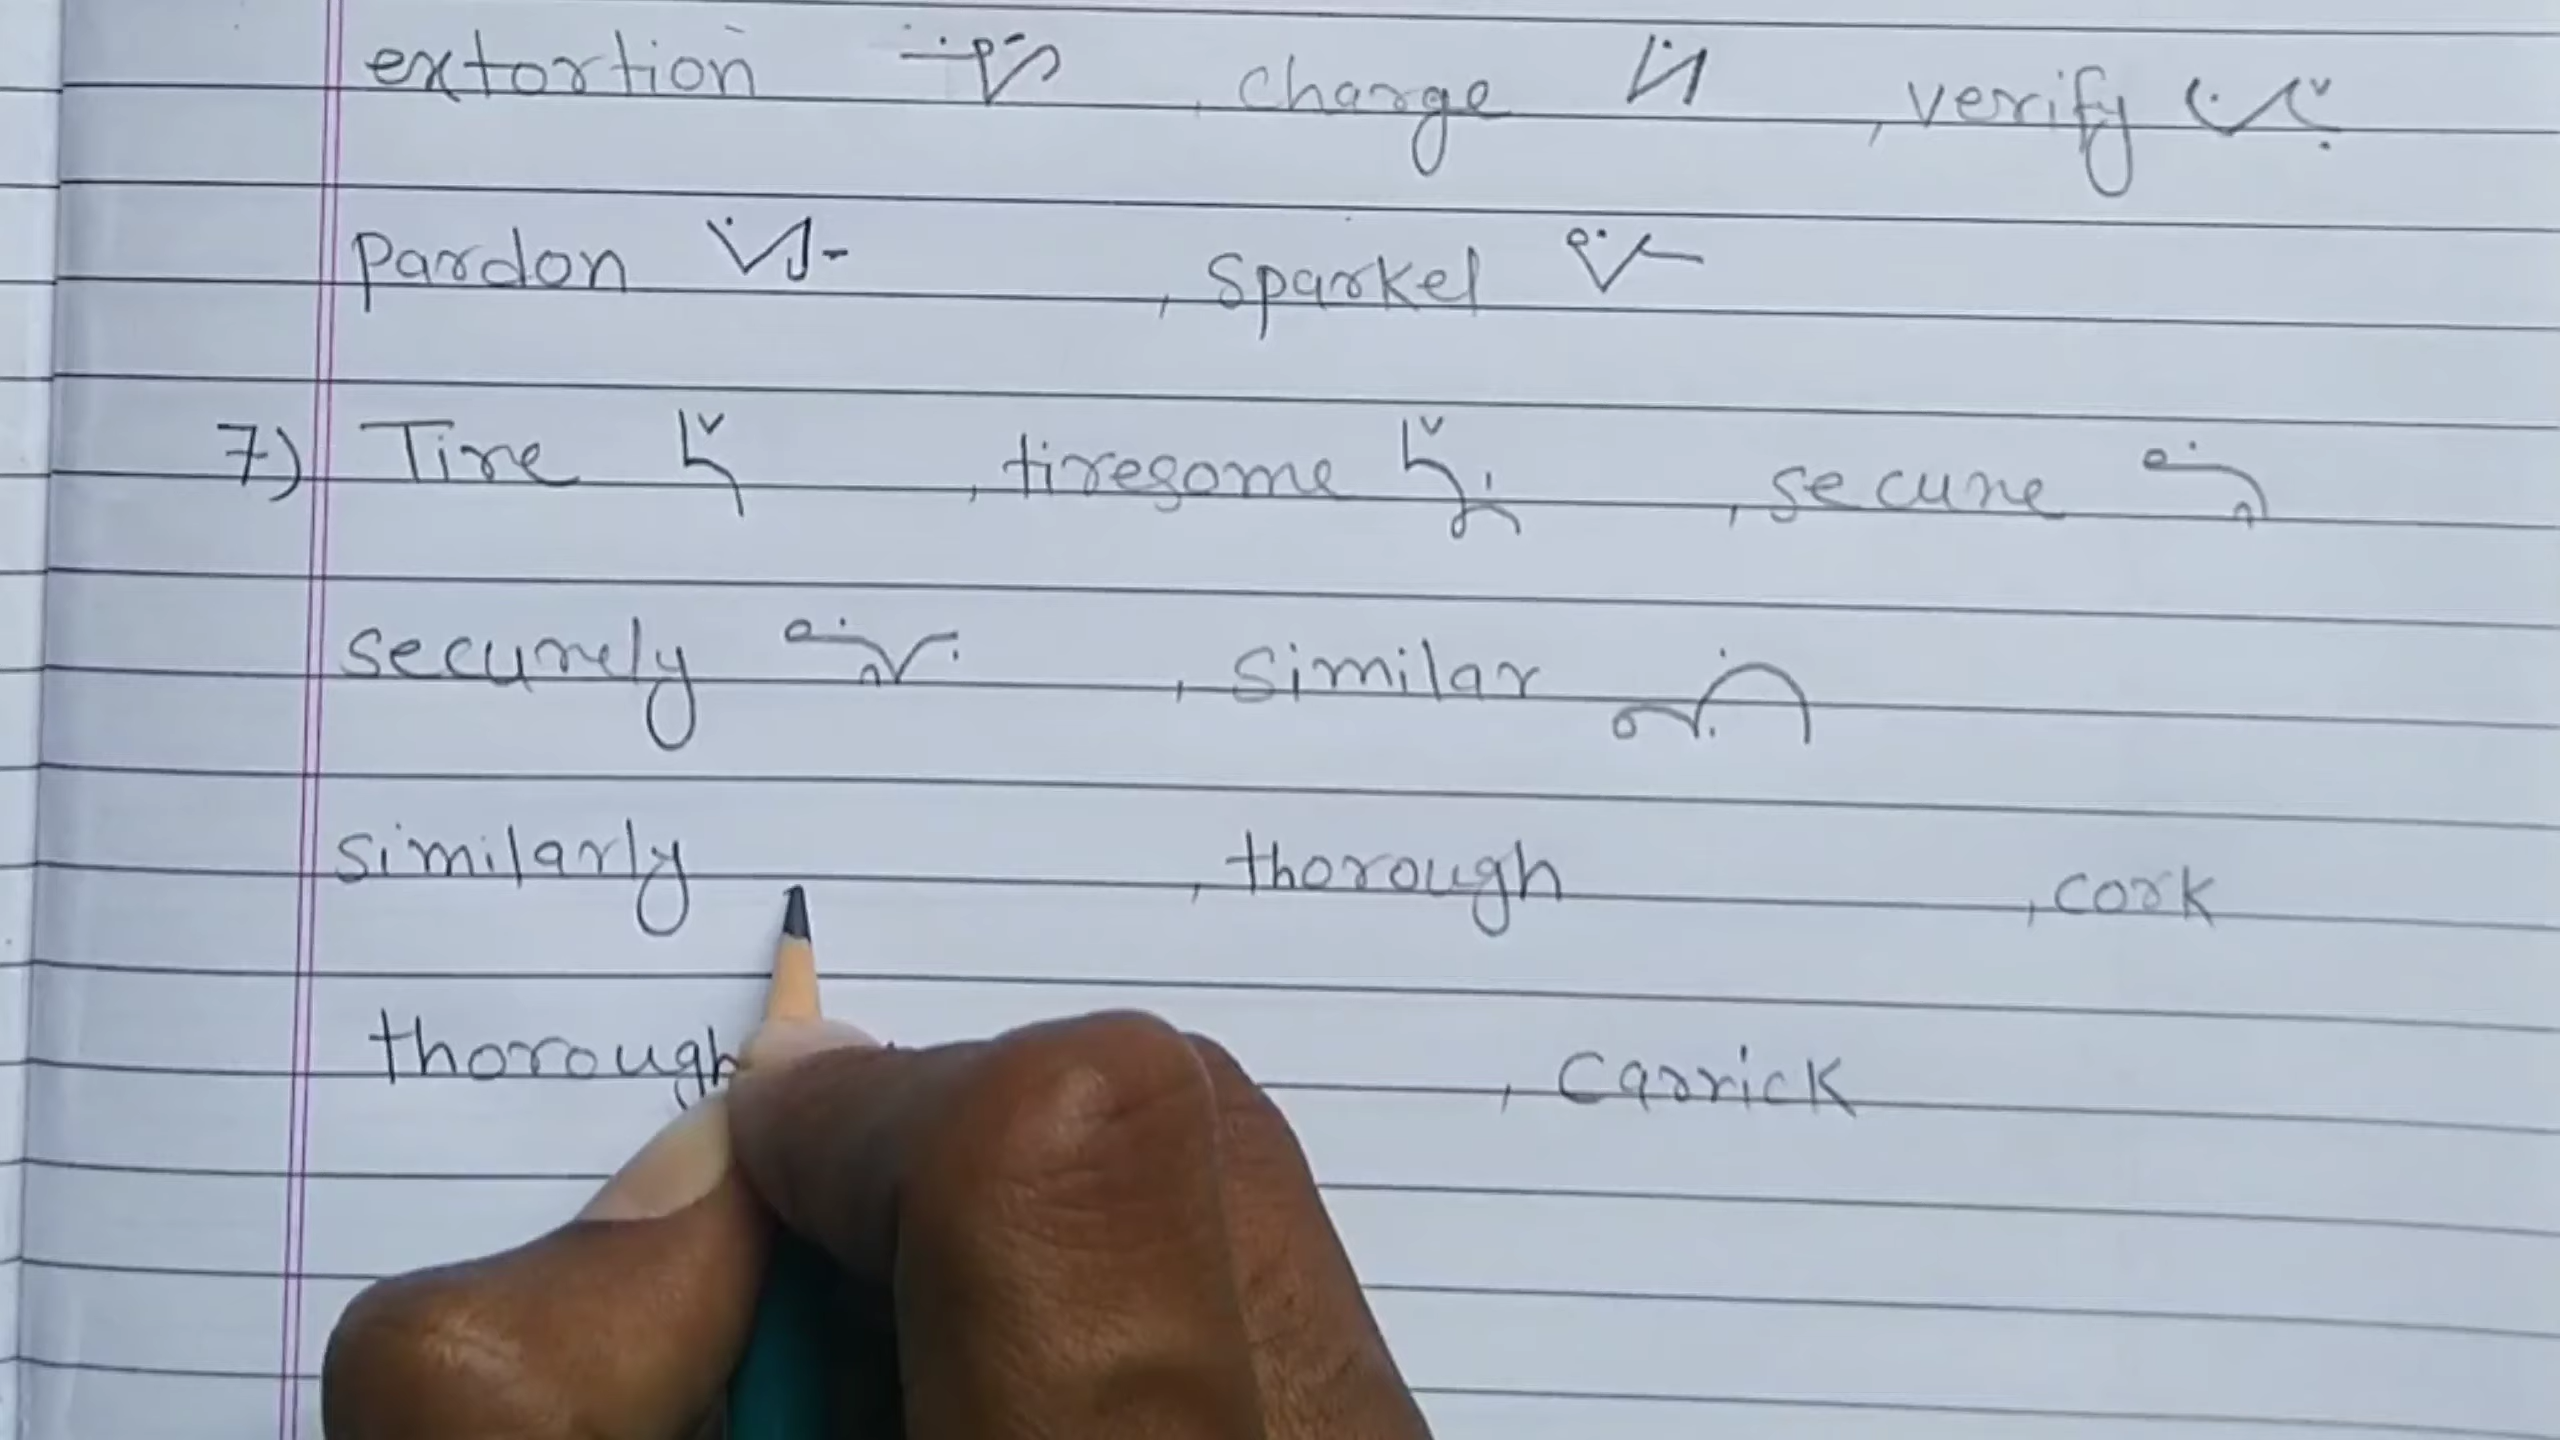 extortion , charge , verify
Pardon , Sparkel
7) Tire , tiresome , secure
securely , Similar
similarly , thorough , cork
thorough , Carrick